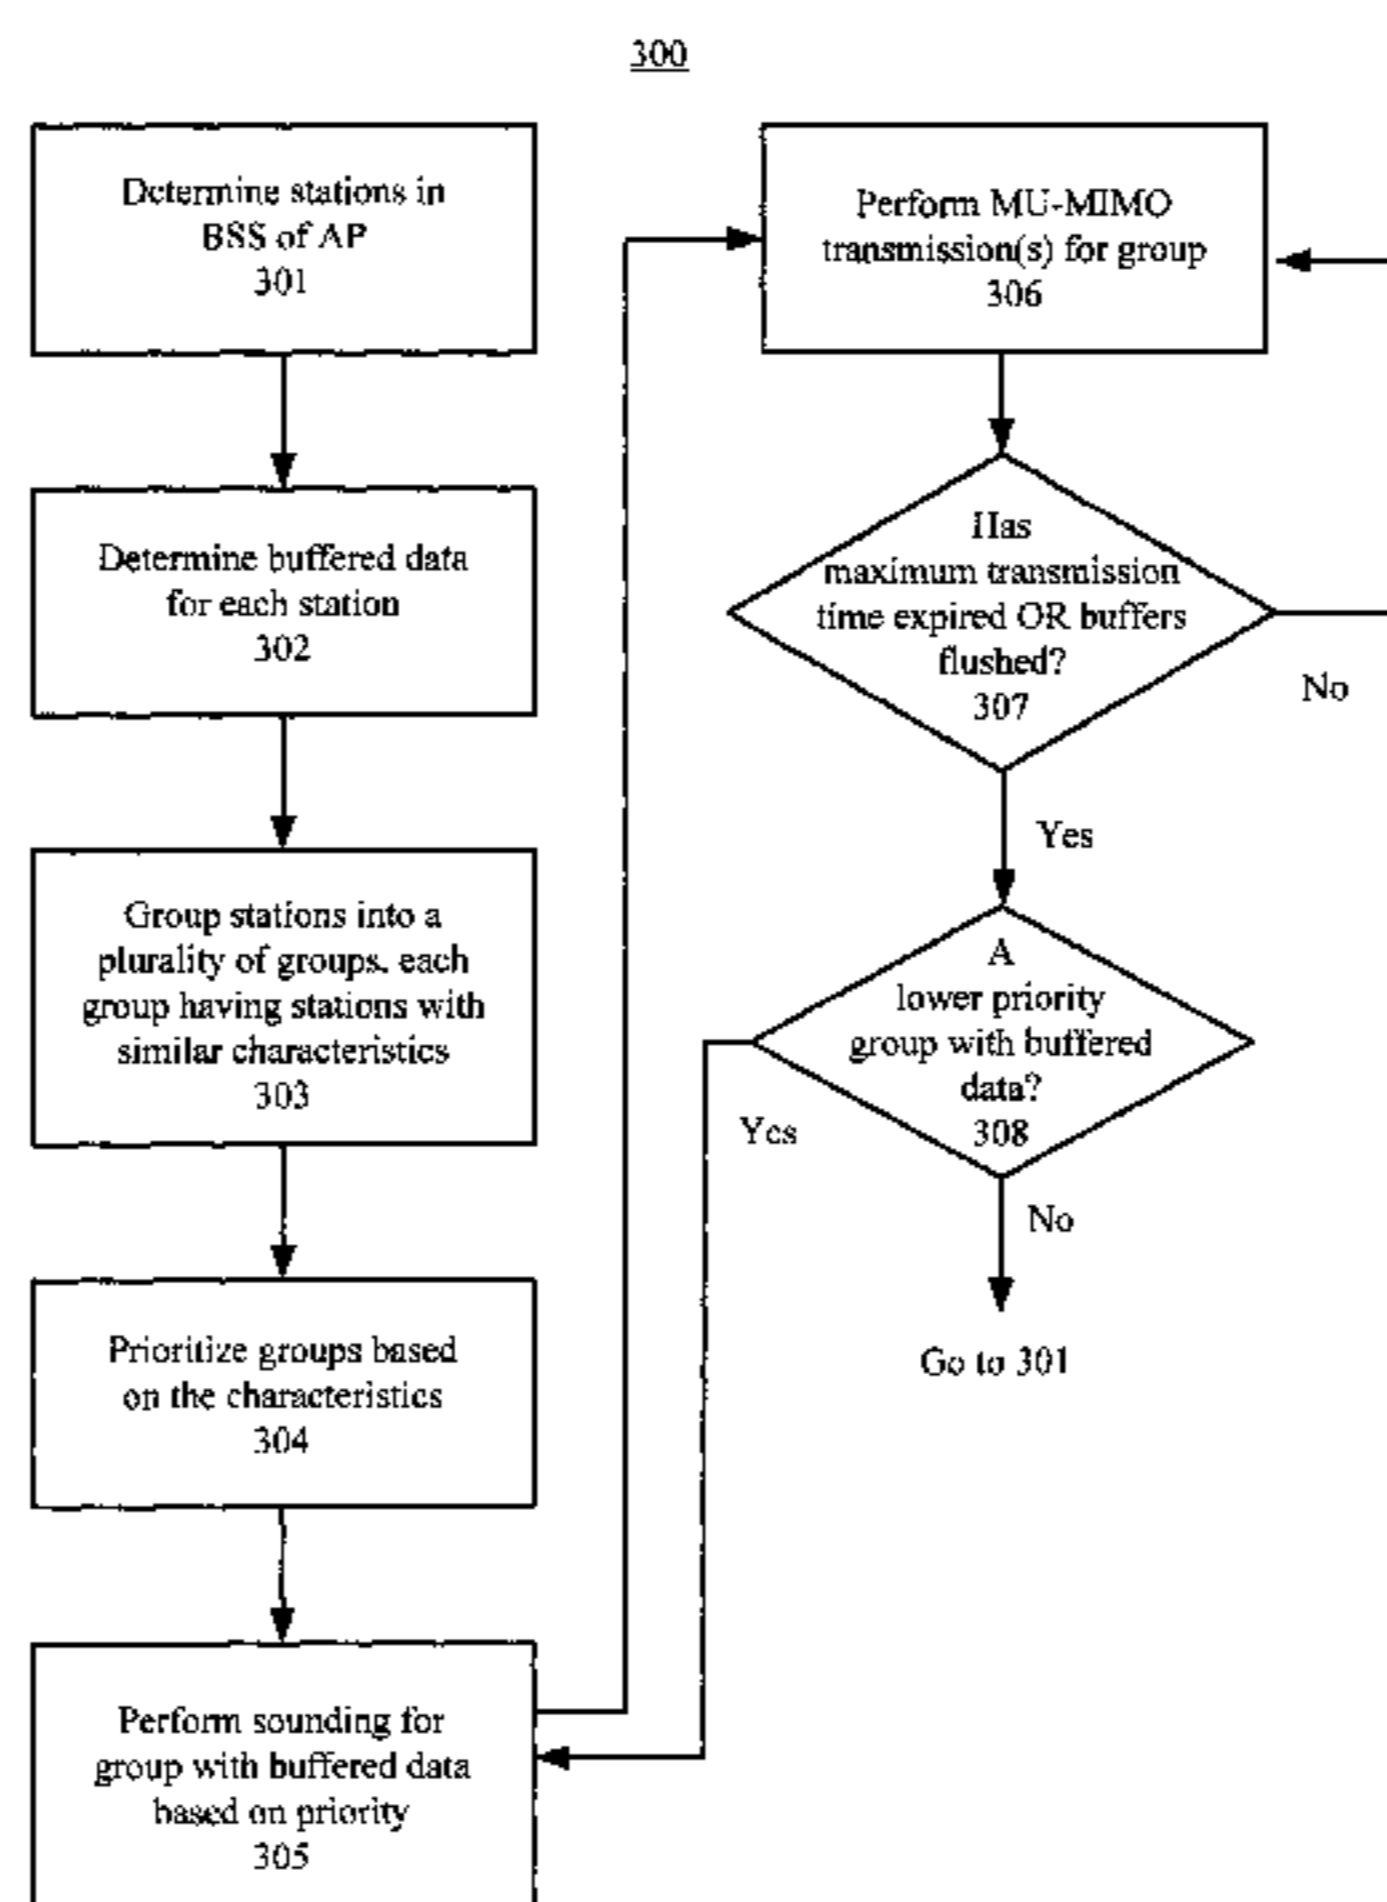 300
Determine stations in
BSS of AP
301
Determine buffered data
for each station
302
Group stations into a
plurality of groups, each
group having stations with
similar characteristics
303
Prioritize groups based
on the characteristics
304
Perform sounding for
group with buffered data
based on priority
305
Perform MU-MIMO
transmission(s) for group
306
Has
maximum transmission
time expired OR buffers
flushed?
307
No
Yes
A
lower priority
group with buffered
data?
308
Yes
No
Go to 301